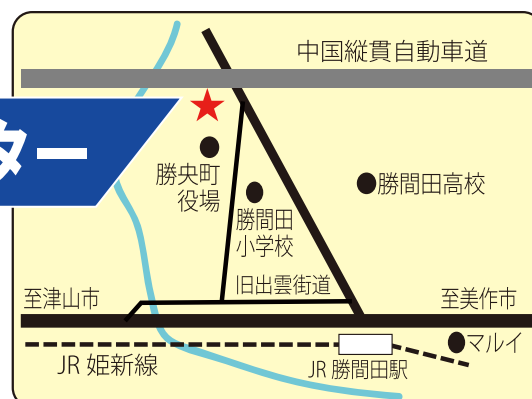 中国縦貫自動車道
ター
勝央町
役場
勝間田高校
勝間田
小学校
旧出雲街道
至津山市
至美作市
マルイ
JR 姫新線
JR 勝間田駅